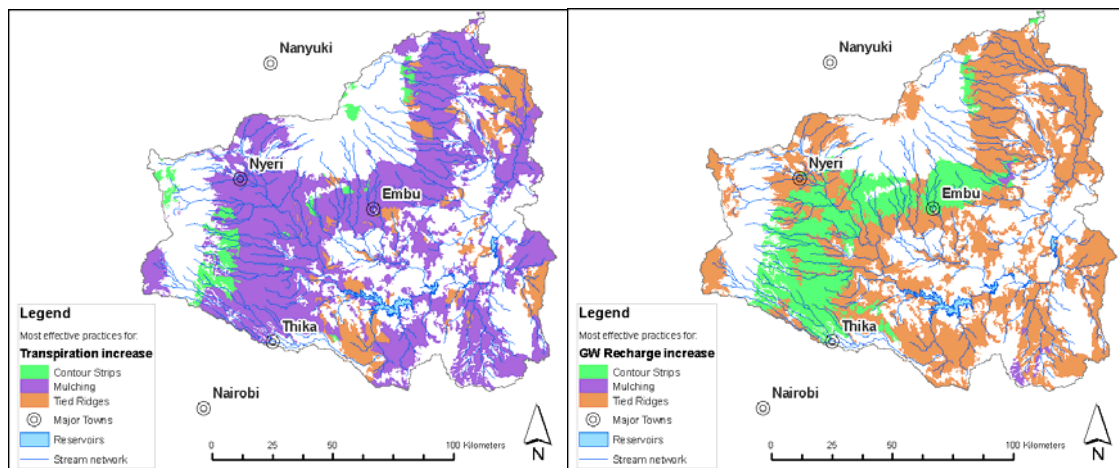 Nanyuki
Nyeri
Embu
Thika
Nairobi
Legend
Most effective practices for:
Transpiration increase
Contour Strips
Mulching
Tied Ridges
Major Towns
Reservoirs
Stream network
0 25 50 100 Kilometers
N
Nanyuki
Nyeri
Embu
Thika
Nairobi
Legend
Most effective practices for:
GW Recharge increase
Contour Strips
Mulching
Tied Ridges
Major Towns
Reservoirs
Stream network
0 25 50 100 Kilometers
N